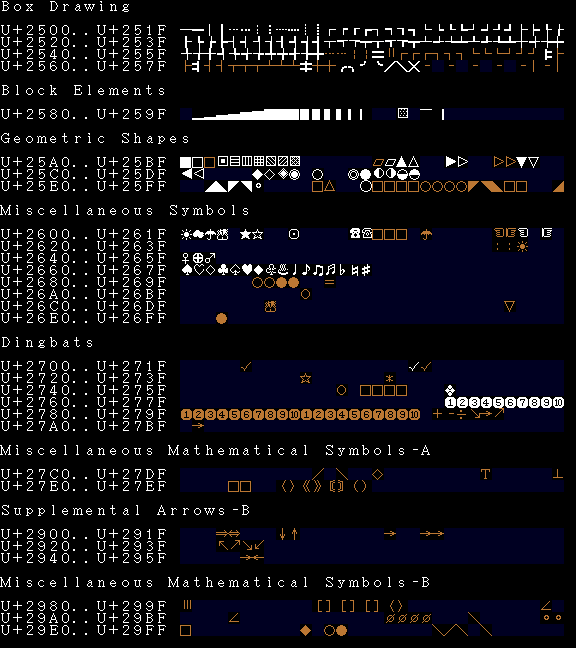 Box Drawing
U+2500..U+251F
U+2520..U+253F
U+2540..U+255F
U+2560..U+257F
Block Elements
U+2580..U+259F
Geometric Shapes
U+25A0..U+25BF
U+25C0..U+25DF
U+25E0..U+25FF
Miscellaneous Symbols
U+2600..U+261F
U+2620..U+263F
U+2640..U+265F
U+2660..U+267F
U+2680..U+269F
U+26A0..U+26BF
U+26C0..U+26DF
U+26E0..U+26FF
Dingbats
U+2700..U+271F
U+2720..U+273F
U+2740..U+275F
U+2760..U+277F
U+2780..U+279F
U+27A0..U+27BF
Miscellaneous Mathematical Symbols-A
U+27C0..U+27DF
U+27E0..U+27EF
Supplemental Arrows-B
U+2900..U+291F
U+2920..U+293F
U+2940..U+295F
Miscellaneous Mathematical Symbols-B
U+2980..U+299F
U+29A0..U+29BF
U+29E0..U+29FF